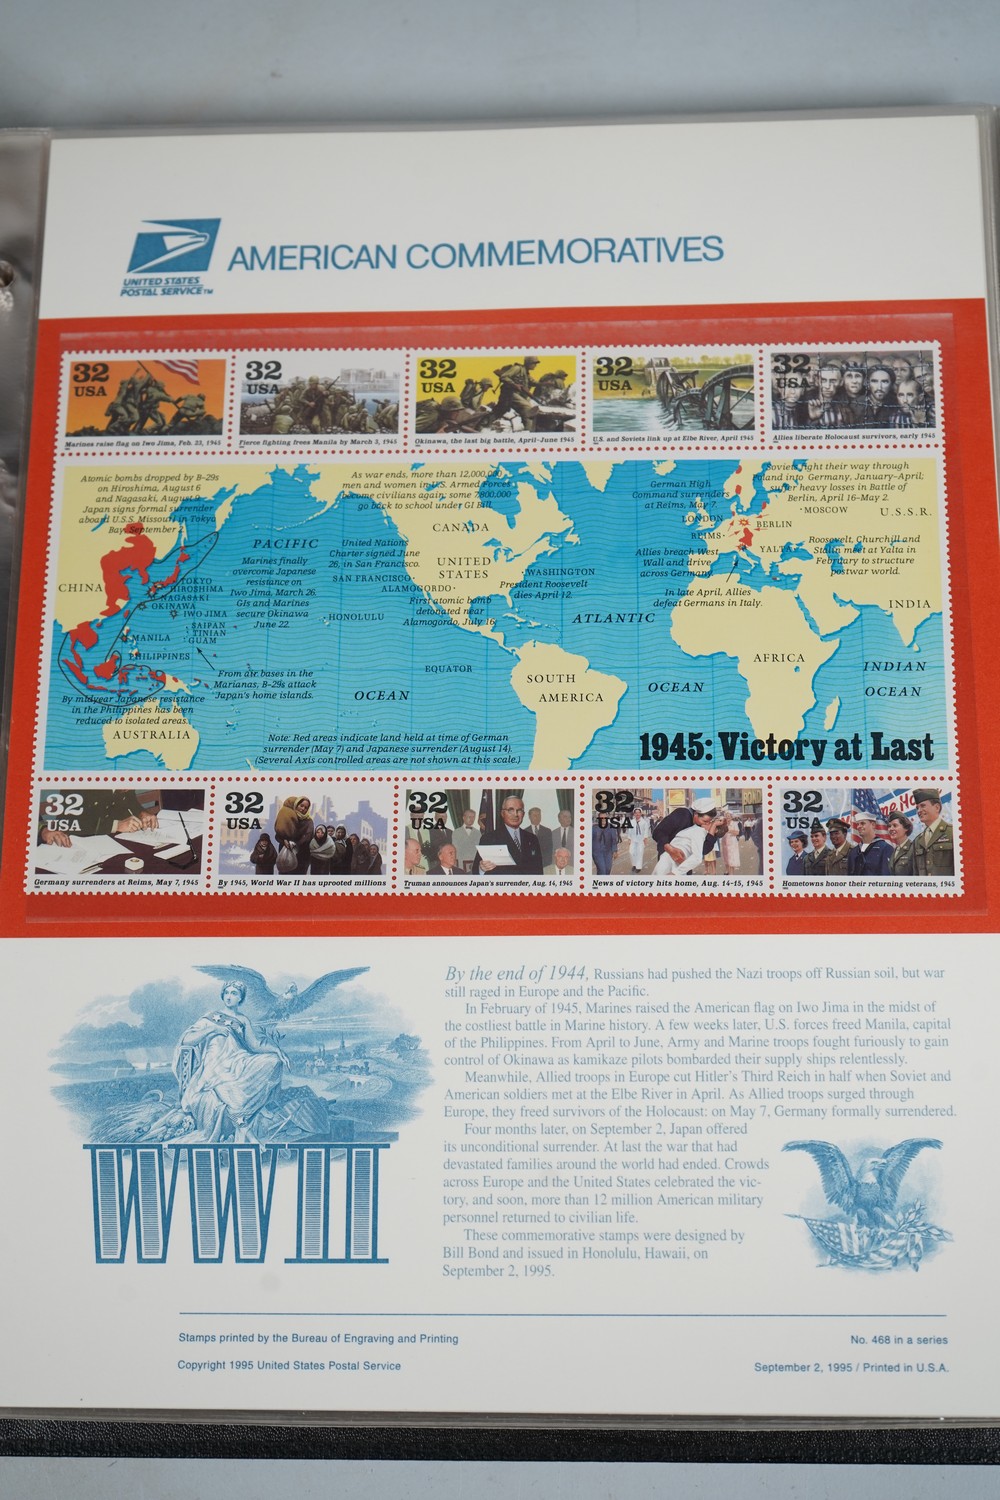 UNITED STATES
POSTAL SERVICE™
AMERICAN COMMEMORATIVES
32
USA
Marines raise flag on Iwo Jima, Feb. 23, 1945
32
USA
Fierce fighting frees Manila by March 3, 1945
32
USA
Okinawa, the last big battle, April-June 1945
32
USA
U.S. and Soviets link up at Elbe River, April 1945
32
USA
Allies liberate Holocaust survivors, early 1945
Atomic bombs dropped by B-29s
on Hiroshima, August 6
and Nagasaki, August 9.
Japan signs formal surrender
aboard U.S.S. Missouri in Tokyo
Bay, September 2.
As war ends, more than 12,000,000
men and women in U.S. Armed Forces
become civilians again; some 7,800,000
go back to school under GI Bill.
German High
Command surrenders
at Reims, May 7.
Soviets fight their way through
Poland into Germany, January-April;
suffer heavy losses in Battle of
Berlin, April 16-May 2.
MOSCOW
U.S.S.R.
LONDON
BERLIN
REIMS
YALTA
Roosevelt, Churchill and
Stalin meet at Yalta in
February to structure
postwar world.
Allies breach West
Wall and drive
across Germany.
In late April, Allies
defeat Germans in Italy.
CANADA
UNITED
STATES
PACIFIC
Marines finally
overcome Japanese
resistance on
Iwo Jima, March 26.
GIs and Marines
secure Okinawa
June 22.
United Nations
Charter signed June
26, in San Francisco.
SAN FRANCISCO
ALAMOGORDO
First atomic bomb
detonated near
Alamogordo, July 16.
WASHINGTON
President Roosevelt
dies April 12.
HONOLULU
ATLANTIC
CHINA
TOKYO
HIROSHIMA
NAGASAKI
OKINAWA
IWO JIMA
SAIPAN
TINIAN
GUAM
MANILA
PHILIPPINES
INDIA
From air bases in the
Marianas, B-29s attack
Japan's home islands.
EQUATOR
OCEAN
SOUTH
AMERICA
OCEAN
AFRICA
INDIAN
OCEAN
By midyear Japanese resistance
in the Philippines has been
reduced to isolated areas.
AUSTRALIA
Note: Red areas indicate land held at time of German
surrender (May 7) and Japanese surrender (August 14).
(Several Axis controlled areas are not shown at this scale.)
1945: Victory at Last
32
USA
Germany surrenders at Reims, May 7, 1945
32
USA
By 1945, World War II has uprooted millions
32
USA
Truman announces Japan's surrender, Aug. 14, 1945
32
USA
News of victory hits home, Aug. 14-15, 1945
32
USA
Hometowns honor their returning veterans, 1945
WWII
By the end of 1944, Russians had pushed the Nazi troops off Russian soil, but war
still raged in Europe and the Pacific.
In February of 1945, Marines raised the American flag on Iwo Jima in the midst of
the costliest battle in Marine history. A few weeks later, U.S. forces freed Manila, capital
of the Philippines. From April to June, Army and Marine troops fought furiously to gain
control of Okinawa as kamikaze pilots bombarded their supply ships relentlessly.
Meanwhile, Allied troops in Europe cut Hitler's Third Reich in half when Soviet and
American soldiers met at the Elbe River in April. As Allied troops surged through
Europe, they freed survivors of the Holocaust: on May 7, Germany formally surrendered.
Four months later, on September 2, Japan offered
its unconditional surrender. At last the war that had
devastated families around the world had ended. Crowds
across Europe and the United States celebrated the vic-
tory, and soon, more than 12 million American military
personnel returned to civilian life.
These commemorative stamps were designed by
Bill Bond and issued in Honolulu, Hawaii, on
September 2, 1995.
Stamps printed by the Bureau of Engraving and Printing
No. 468 in a series
Copyright 1995 United States Postal Service
September 2, 1995 / Printed in U.S.A.